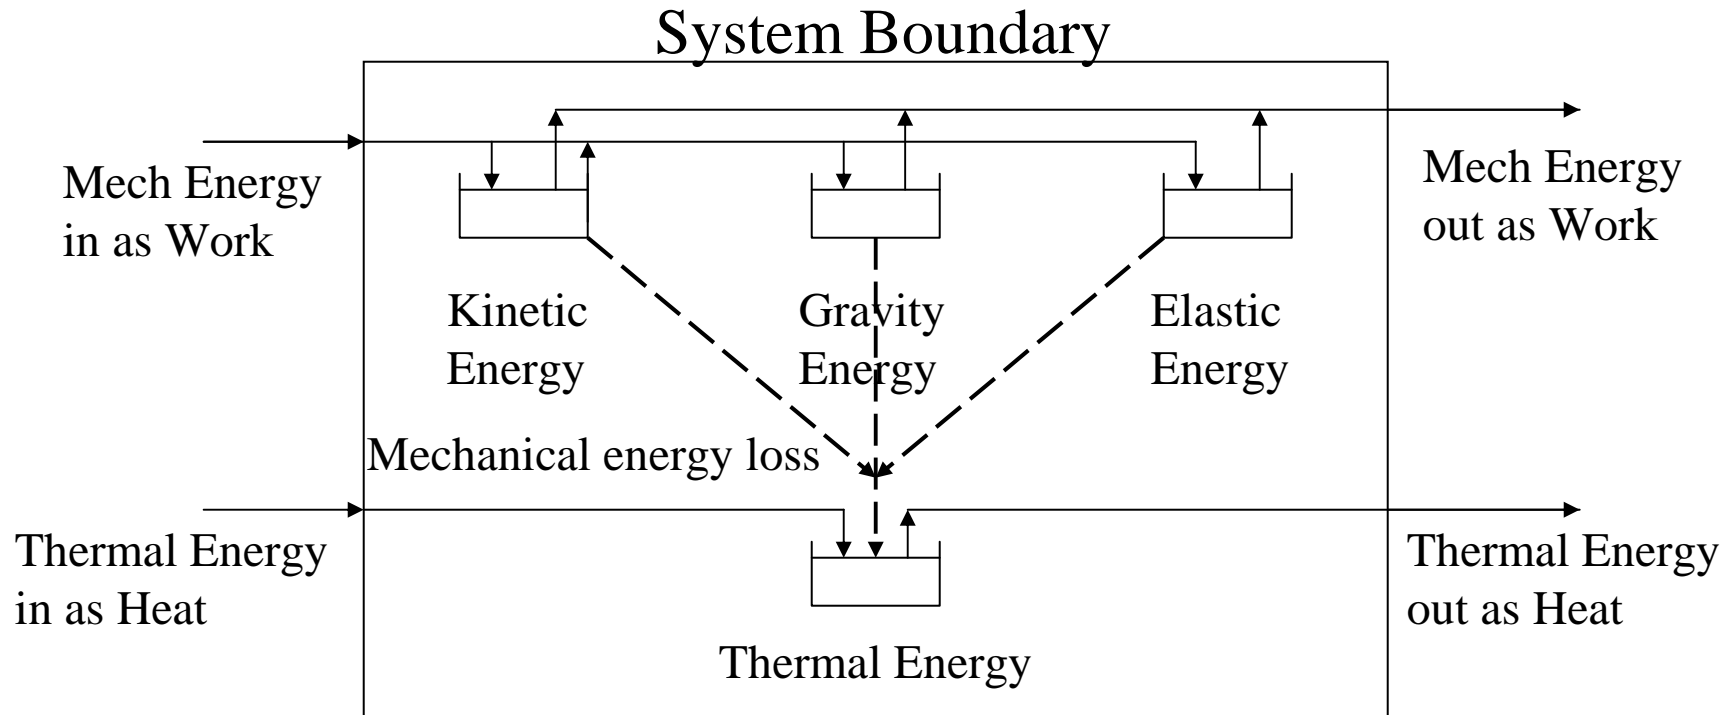 System Boundary
Mech Energy
in as Work
Mech Energy
out as Work
Kinetic
Energy
Gravity
Energy
Elastic
Energy
Mechanical energy loss
Thermal Energy
in as Heat
Thermal Energy
out as Heat
Thermal Energy